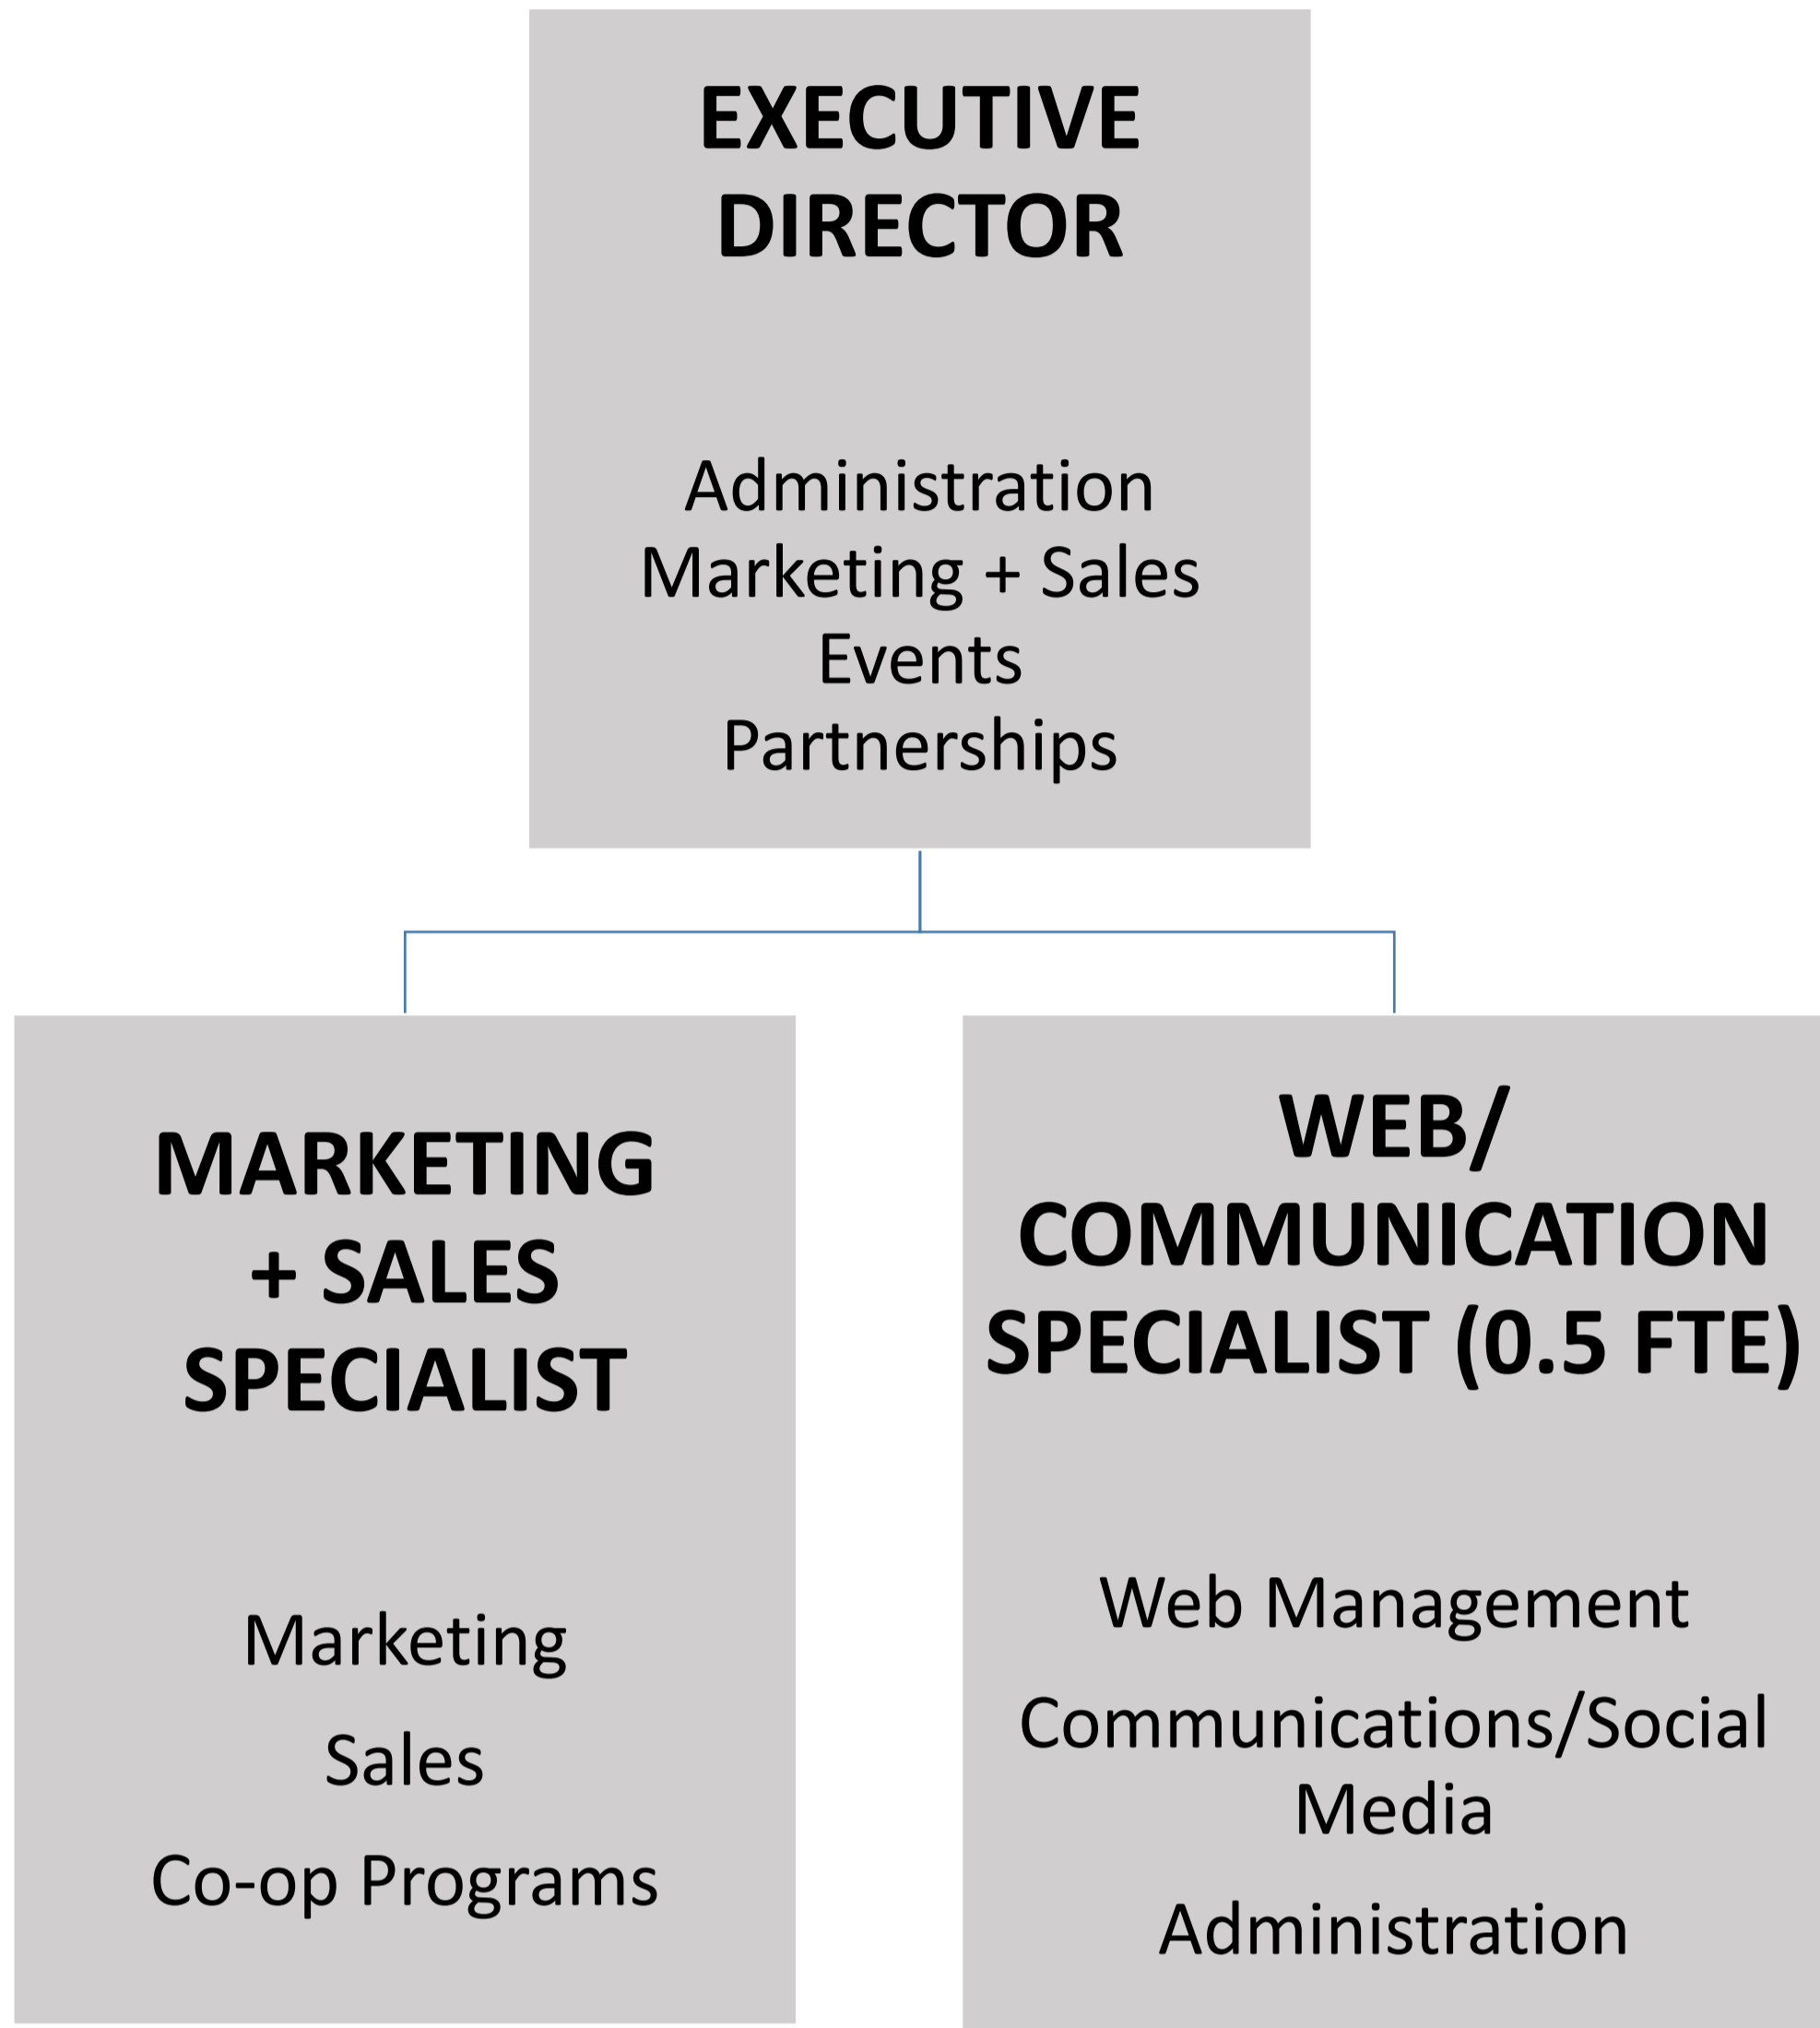 EXECUTIVE
DIRECTOR
Administration
Marketing + Sales
Events
Partnerships
MARKETING
+ SALES
SPECIALIST
Marketing
Sales
Co-op Programs
WEB/
COMMUNICATION
SPECIALIST (0.5 FTE)
Web Management
Communications/Social
Media
Administration